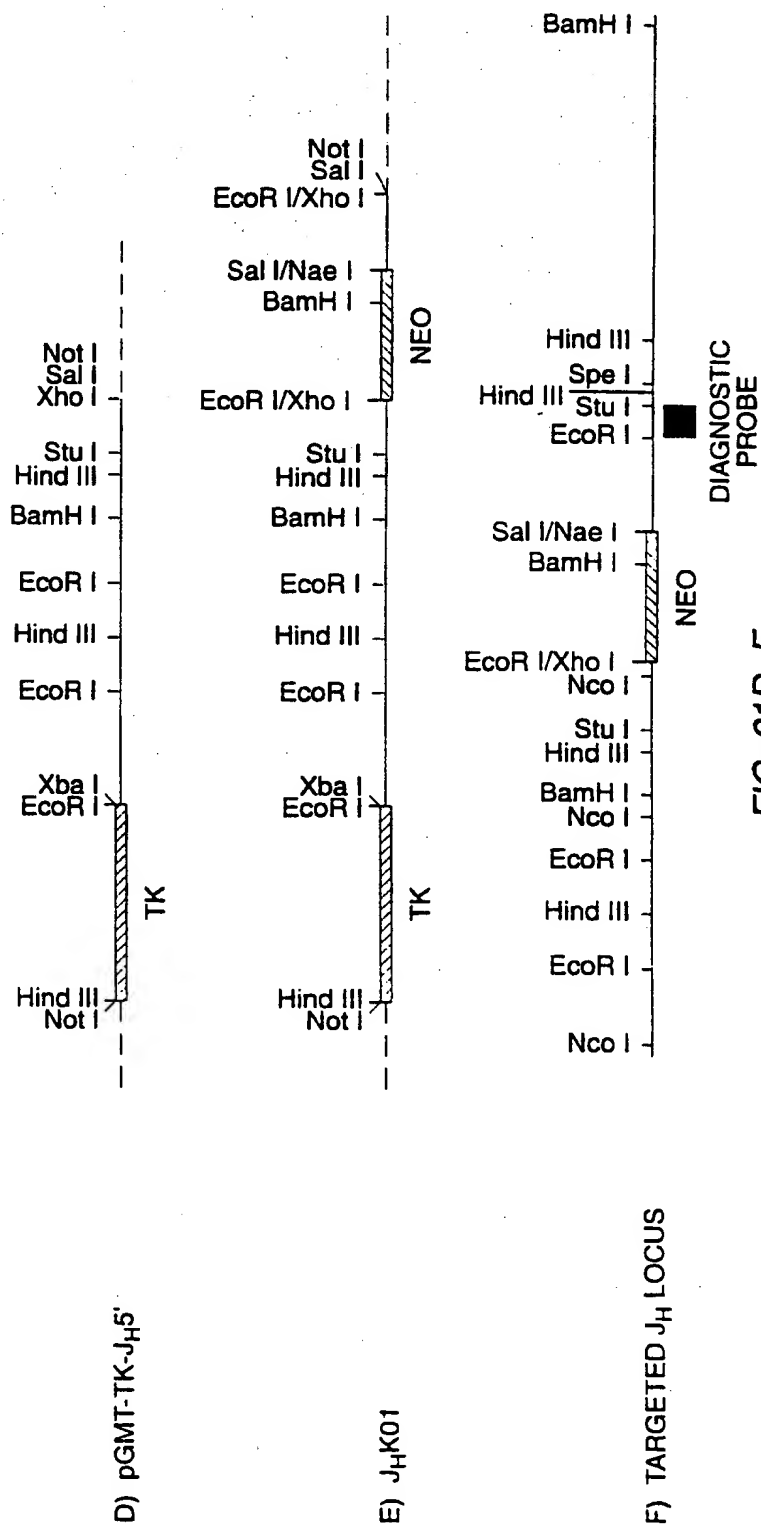 D) pGMT-TK-JH5'
Not I
Hind III
TK
EcoR I
Xba I
EcoR I
Hind III
EcoR I
BamH I
Hind III
Stu I
Xho I
Sal I
Not I
E) JHK01
Not I
Hind III
TK
EcoR I
Xba I
EcoR I
Hind III
EcoR I
BamH I
Hind III
Stu I
EcoR I/Xho I
NEO
BamH I
Sal I/Nae I
EcoR I/Xho I
Sal I
Not I
F) TARGETED JH LOCUS
Nco I
EcoR I
Hind III
EcoR I
Nco I
BamH I
Hind III
Stu I
Nco I
EcoR I/Xho I
NEO
BamH I
Sal I/Nae I
EcoR I
Stu I
Hind III
Spe I
Hind III
BamH I
DIAGNOSTIC
PROBE